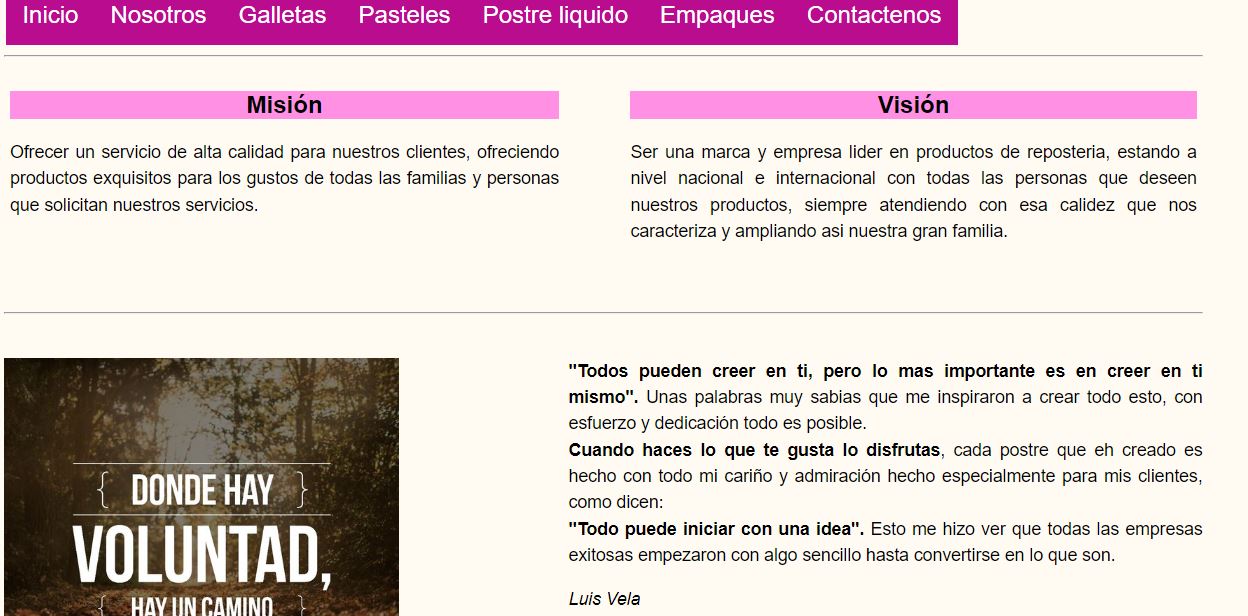 Inicio Nosotros Galletas Pasteles Postre liquido Empaques Contactenos
Misión
Ofrecer un servicio de alta calidad para nuestros clientes, ofreciendo
productos exquisitos para los gustos de todas las familias y personas
que solicitan nuestros servicios.
Visión
Ser una marca y empresa lider en productos de reposteria, estando a
nivel nacional e internacional con todas las personas que deseen
nuestros productos, siempre atendiendo con esa calidez que nos
caracteriza y ampliando asi nuestra gran familia.
{ DONDE HAY }
VOLUNTAD,
{ HAY UN CAMINO }
"Todos pueden creer en ti, pero lo mas importante es en creer en ti
mismo". Unas palabras muy sabias que me inspiraron a crear todo esto, con
esfuerzo y dedicación todo es posible.
Cuando haces lo que te gusta lo disfrutas, cada postre que eh creado es
hecho con todo mi cariño y admiración hecho especialmente para mis clientes,
como dicen:
"Todo puede iniciar con una idea". Esto me hizo ver que todas las empresas
exitosas empezaron con algo sencillo hasta convertirse en lo que son.
Luis Vela